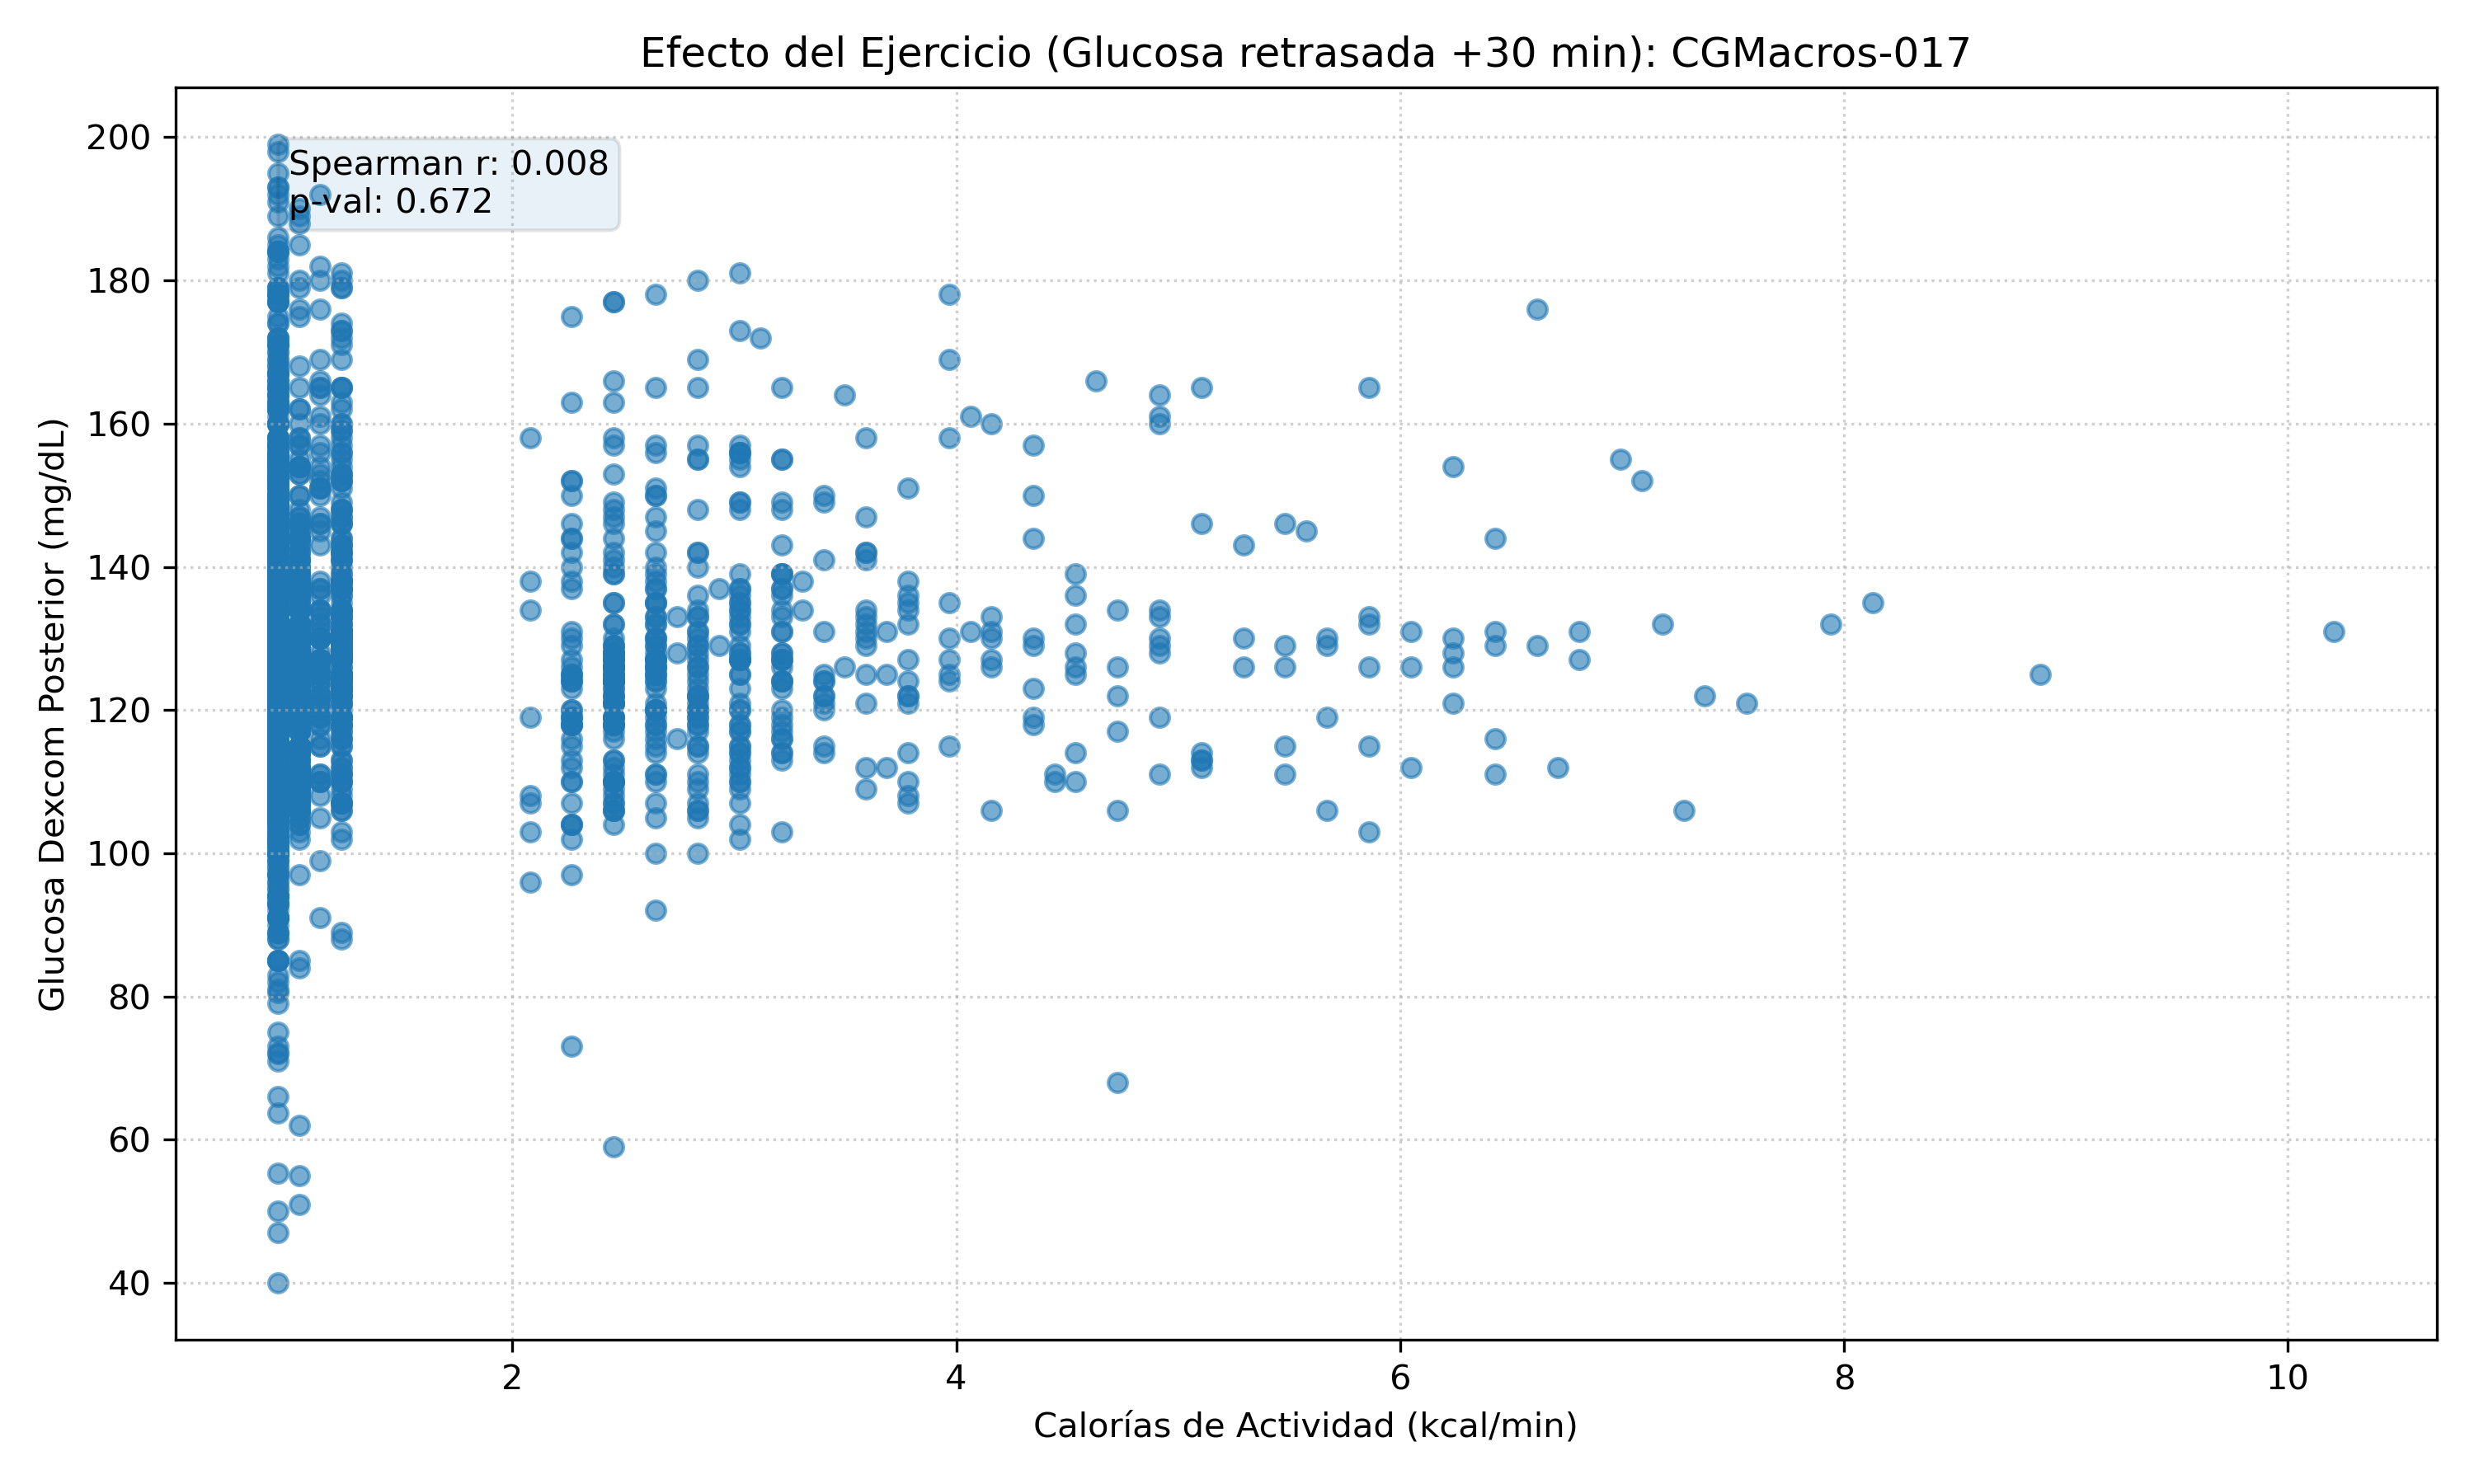 Efecto del Ejercicio (Glucosa retrasada +30 min): CGMacros-017
Spearman r: 0.008
p-val: 0.672
Glucosa Dexcom Posterior (mg/dL)
200
180
160
140
120
100
80
60
40
2
4
6
8
10
Calorías de Actividad (kcal/min)